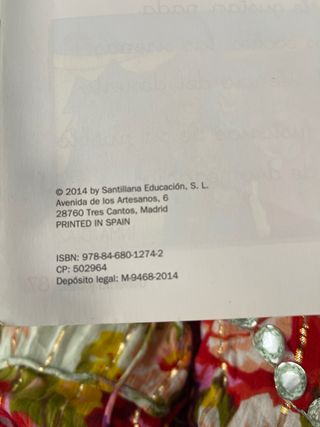 © 2014 by Santillana Educación, S. L.
Avenida de los Artesanos, 6
28760 Tres Cantos, Madrid
PRINTED IN SPAIN
ISBN: 978-84-680-1274-2
CP: 502964
Depósito legal: M-9468-2014